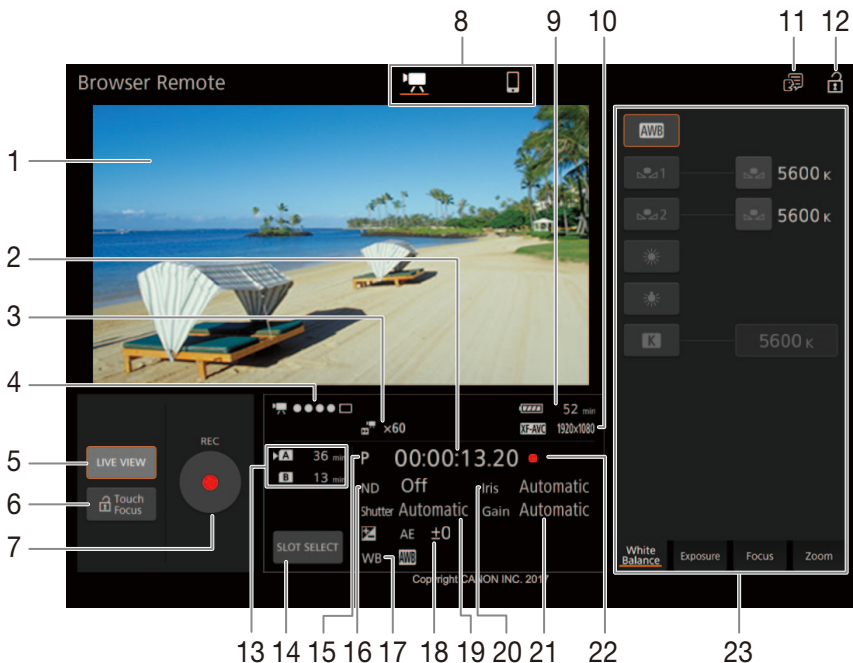 8 9 10 11 12
Browser Remote
1
AWB
1 5600 K
2 5600 K
2
3
K 5600 K
4
52 min
×60
XF-AVC 1920x1080
5
REC
LIVE VIEW
A 36 min
P 00:00:13.20
B 13 min
ND Off Iris Automatic
6
Touch
Focus
Shutter Automatic Gain Automatic
7
AE ±0
SLOT SELECT
WB AWB
White
Balance Exposure Focus Zoom
Copyright CANON INC. 2017
13 14 15 16 17 18 19 20 21 22 23